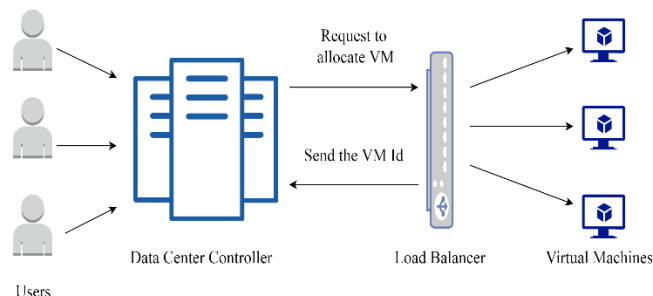 Request to
allocate VM
Send the VM Id
Data Center Controller
Load Balancer
Virtual Machines
Users